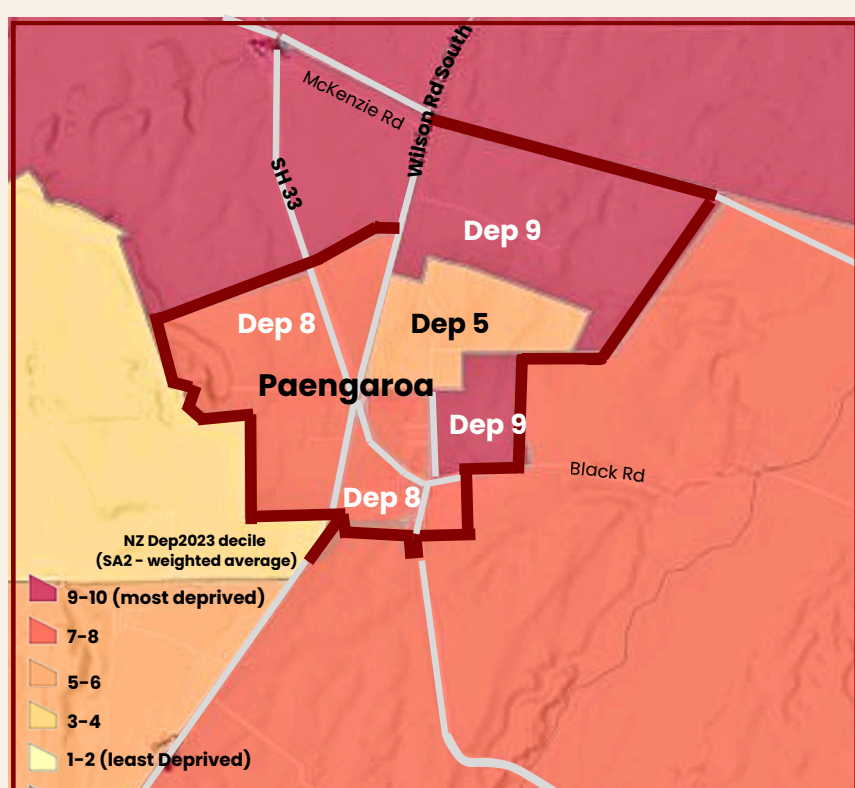 McKenzie Rd
Wilson Rd South
SH 33
Dep 9
Dep 8
Dep 5
Paengaroa
Dep 9
Black Rd
Dep 8
NZ Dep2023 decile
(SA2 - weighted average)
9-10 (most deprived)
7-8
5-6
3-4
1-2 (least Deprived)